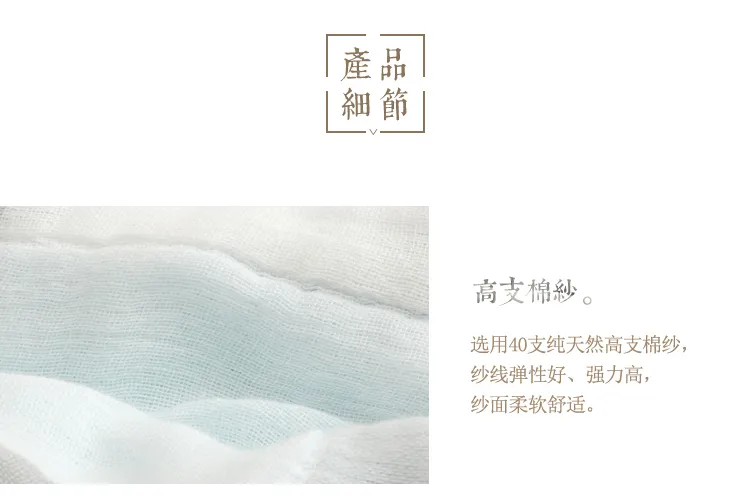 產品
細節
高支棉紗。
选用40支纯天然高支棉纱，
纱线弹性好、强力高，
纱面柔软舒适。